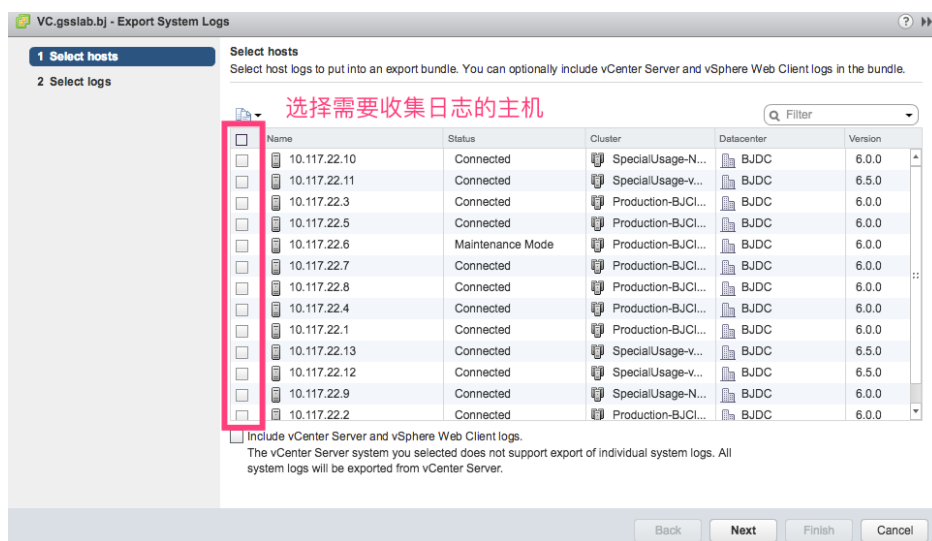 VC.gsslab.bj - Export System Logs
1 Select hosts
2 Select logs
Select hosts
Select host logs to put into an export bundle. You can optionally include vCenter Server and vSphere Web Client logs in the bundle.
选择需要收集日志的主机
Filter
Name Status Cluster Datacenter Version
10.117.22.10 Connected SpecialUsage-N... BJDC 6.0.0
10.117.22.11 Connected SpecialUsage-v... BJDC 6.5.0
10.117.22.3 Connected Production-BJCl... BJDC 6.0.0
10.117.22.5 Connected Production-BJCl... BJDC 6.0.0
10.117.22.6 Maintenance Mode Production-BJCl... BJDC 6.0.0
10.117.22.7 Connected Production-BJCl... BJDC 6.0.0
10.117.22.8 Connected Production-BJCl... BJDC 6.0.0
10.117.22.4 Connected Production-BJCl... BJDC 6.0.0
10.117.22.1 Connected Production-BJCl... BJDC 6.0.0
10.117.22.13 Connected SpecialUsage-v... BJDC 6.5.0
10.117.22.12 Connected SpecialUsage-v... BJDC 6.5.0
10.117.22.9 Connected SpecialUsage-N... BJDC 6.0.0
10.117.22.2 Connected Production-BJCl... BJDC 6.0.0
Include vCenter Server and vSphere Web Client logs.
The vCenter Server system you selected does not support export of individual system logs. All
system logs will be exported from vCenter Server.
Back Next Finish Cancel